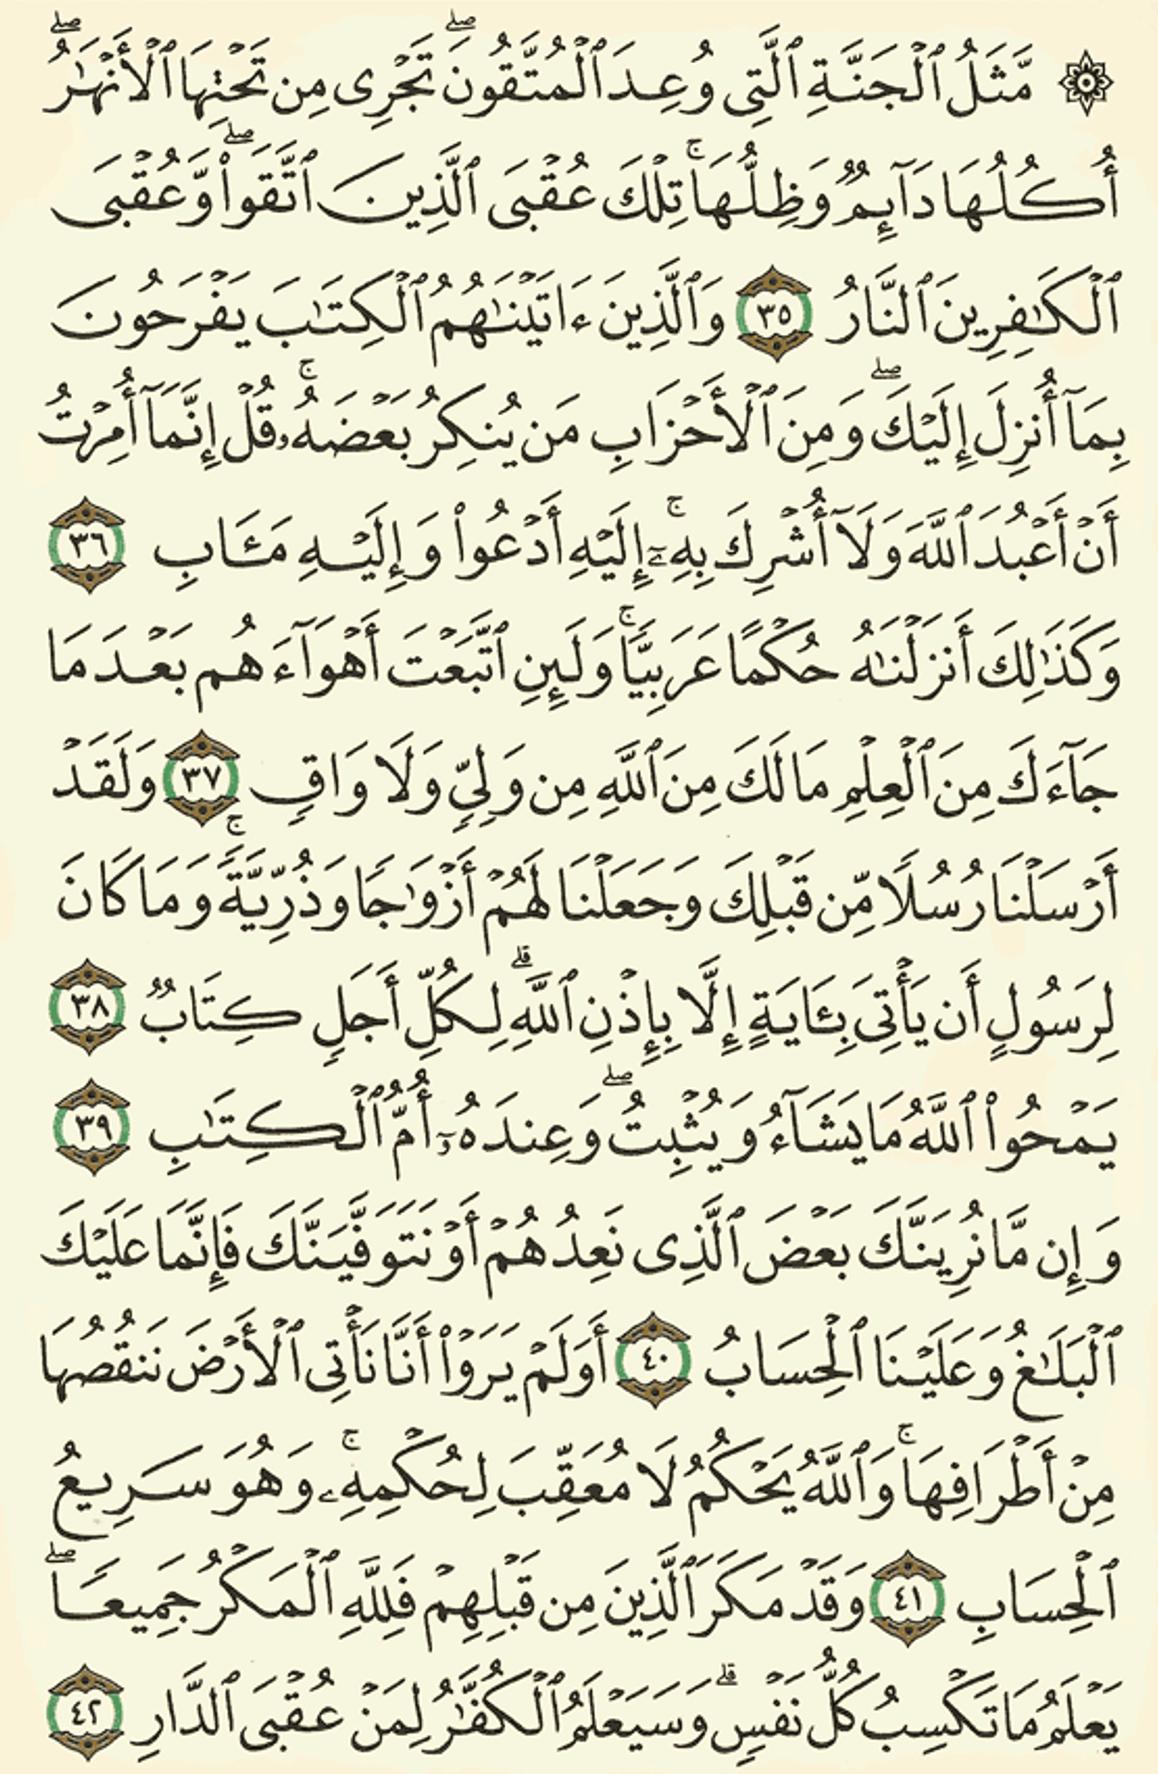 ۞ مَّثَلُ ٱلْجَنَّةِ ٱلَّتِى وُعِدَ ٱلْمُتَّقُونَ ۖ تَجْرِى مِن تَحْتِهَا ٱلْأَنْهَٰرُ ۖ
أُكُلُهَا دَآئِمٌ وَظِلُّهَا ۚ تِلْكَ عُقْبَى ٱلَّذِينَ ٱتَّقَوا۟ ۖ وَّعُقْبَى
ٱلْكَٰفِرِينَ ٱلنَّارُ ٣٥ وَٱلَّذِينَ ءَاتَيْنَٰهُمُ ٱلْكِتَٰبَ يَفْرَحُونَ
بِمَآ أُنزِلَ إِلَيْكَ ۖ وَمِنَ ٱلْأَحْزَابِ مَن يُنكِرُ بَعْضَهُۥ ۚ قُلْ إِنَّمَآ أُمِرْتُ
أَنْ أَعْبُدَ ٱللَّهَ وَلَآ أُشْرِكَ بِهِۦٓ ۚ إِلَيْهِ أَدْعُوا۟ وَإِلَيْهِ مَـَٔابِ ٣٦
وَكَذَٰلِكَ أَنزَلْنَٰهُ حُكْمًا عَرَبِيًّا ۚ وَلَئِنِ ٱتَّبَعْتَ أَهْوَآءَهُم بَعْدَ مَا
جَآءَكَ مِنَ ٱلْعِلْمِ مَا لَكَ مِنَ ٱللَّهِ مِن وَلِىٍّ وَلَا وَاقٍ ٣٧ وَلَقَدْ
أَرْسَلْنَا رُسُلًا مِّن قَبْلِكَ وَجَعَلْنَا لَهُمْ أَزْوَٰجًا وَذُرِّيَّةً ۚ وَمَا كَانَ
لِرَسُولٍ أَن يَأْتِىَ بِـَٔايَةٍ إِلَّا بِإِذْنِ ٱللَّهِ ۗ لِكُلِّ أَجَلٍ كِتَابٌ ٣٨
يَمْحُوا۟ ٱللَّهُ مَا يَشَآءُ وَيُثْبِتُ ۖ وَعِندَهُۥٓ أُمُّ ٱلْكِتَٰبِ ٣٩
وَإِن مَّا نُرِيَنَّكَ بَعْضَ ٱلَّذِى نَعِدُهُمْ أَوْ نَتَوَفَّيَنَّكَ فَإِنَّمَا عَلَيْكَ
ٱلْبَلَٰغُ وَعَلَيْنَا ٱلْحِسَابُ ٤٠ أَوَلَمْ يَرَوْا۟ أَنَّا نَأْتِى ٱلْأَرْضَ نَنقُصُهَا
مِنْ أَطْرَافِهَا ۚ وَٱللَّهُ يَحْكُمُ لَا مُعَقِّبَ لِحُكْمِهِۦ ۚ وَهُوَ سَرِيعُ
ٱلْحِسَابِ ٤١ وَقَدْ مَكَرَ ٱلَّذِينَ مِن قَبْلِهِمْ فَلِلَّهِ ٱلْمَكْرُ جَمِيعًا ۖ
يَعْلَمُ مَا تَكْسِبُ كُلُّ نَفْسٍ ۗ وَسَيَعْلَمُ ٱلْكُفَّٰرُ لِمَنْ عُقْبَى ٱلدَّارِ ٤٢